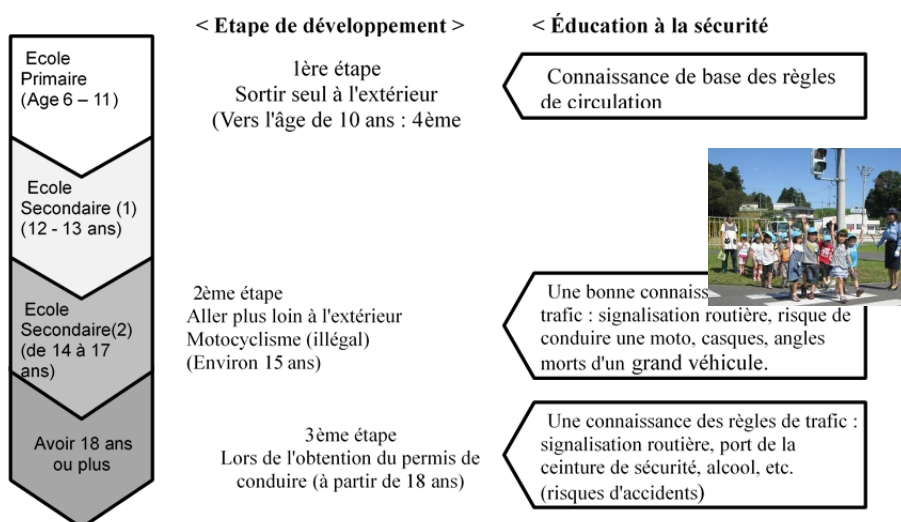 < Etape de développement >
< Éducation à la sécurité
Ecole
Primaire
(Age 6 – 11)
1ère étape
Sortir seul à l'extérieur
(Vers l'âge de 10 ans : 4ème
Connaissance de base des règles
de circulation
Ecole
Secondaire (1)
(12 - 13 ans)
Ecole
Secondaire(2)
(de 14 à 17
ans)
2ème étape
Aller plus loin à l'extérieur
Motocyclisme (illégal)
(Environ 15 ans)
Une bonne
trafic : signalisation routière, risque de
conduire une moto, casques, angles
morts d'un grand véhicule.
Avoir 18 ans
ou plus
3ème étape
Lors de l'obtention du permis de
conduire (à partir de 18 ans)
Une connaissance des règles de trafic :
signalisation routière, port de la
ceinture de sécurité, alcool, etc.
(risques d'accidents)